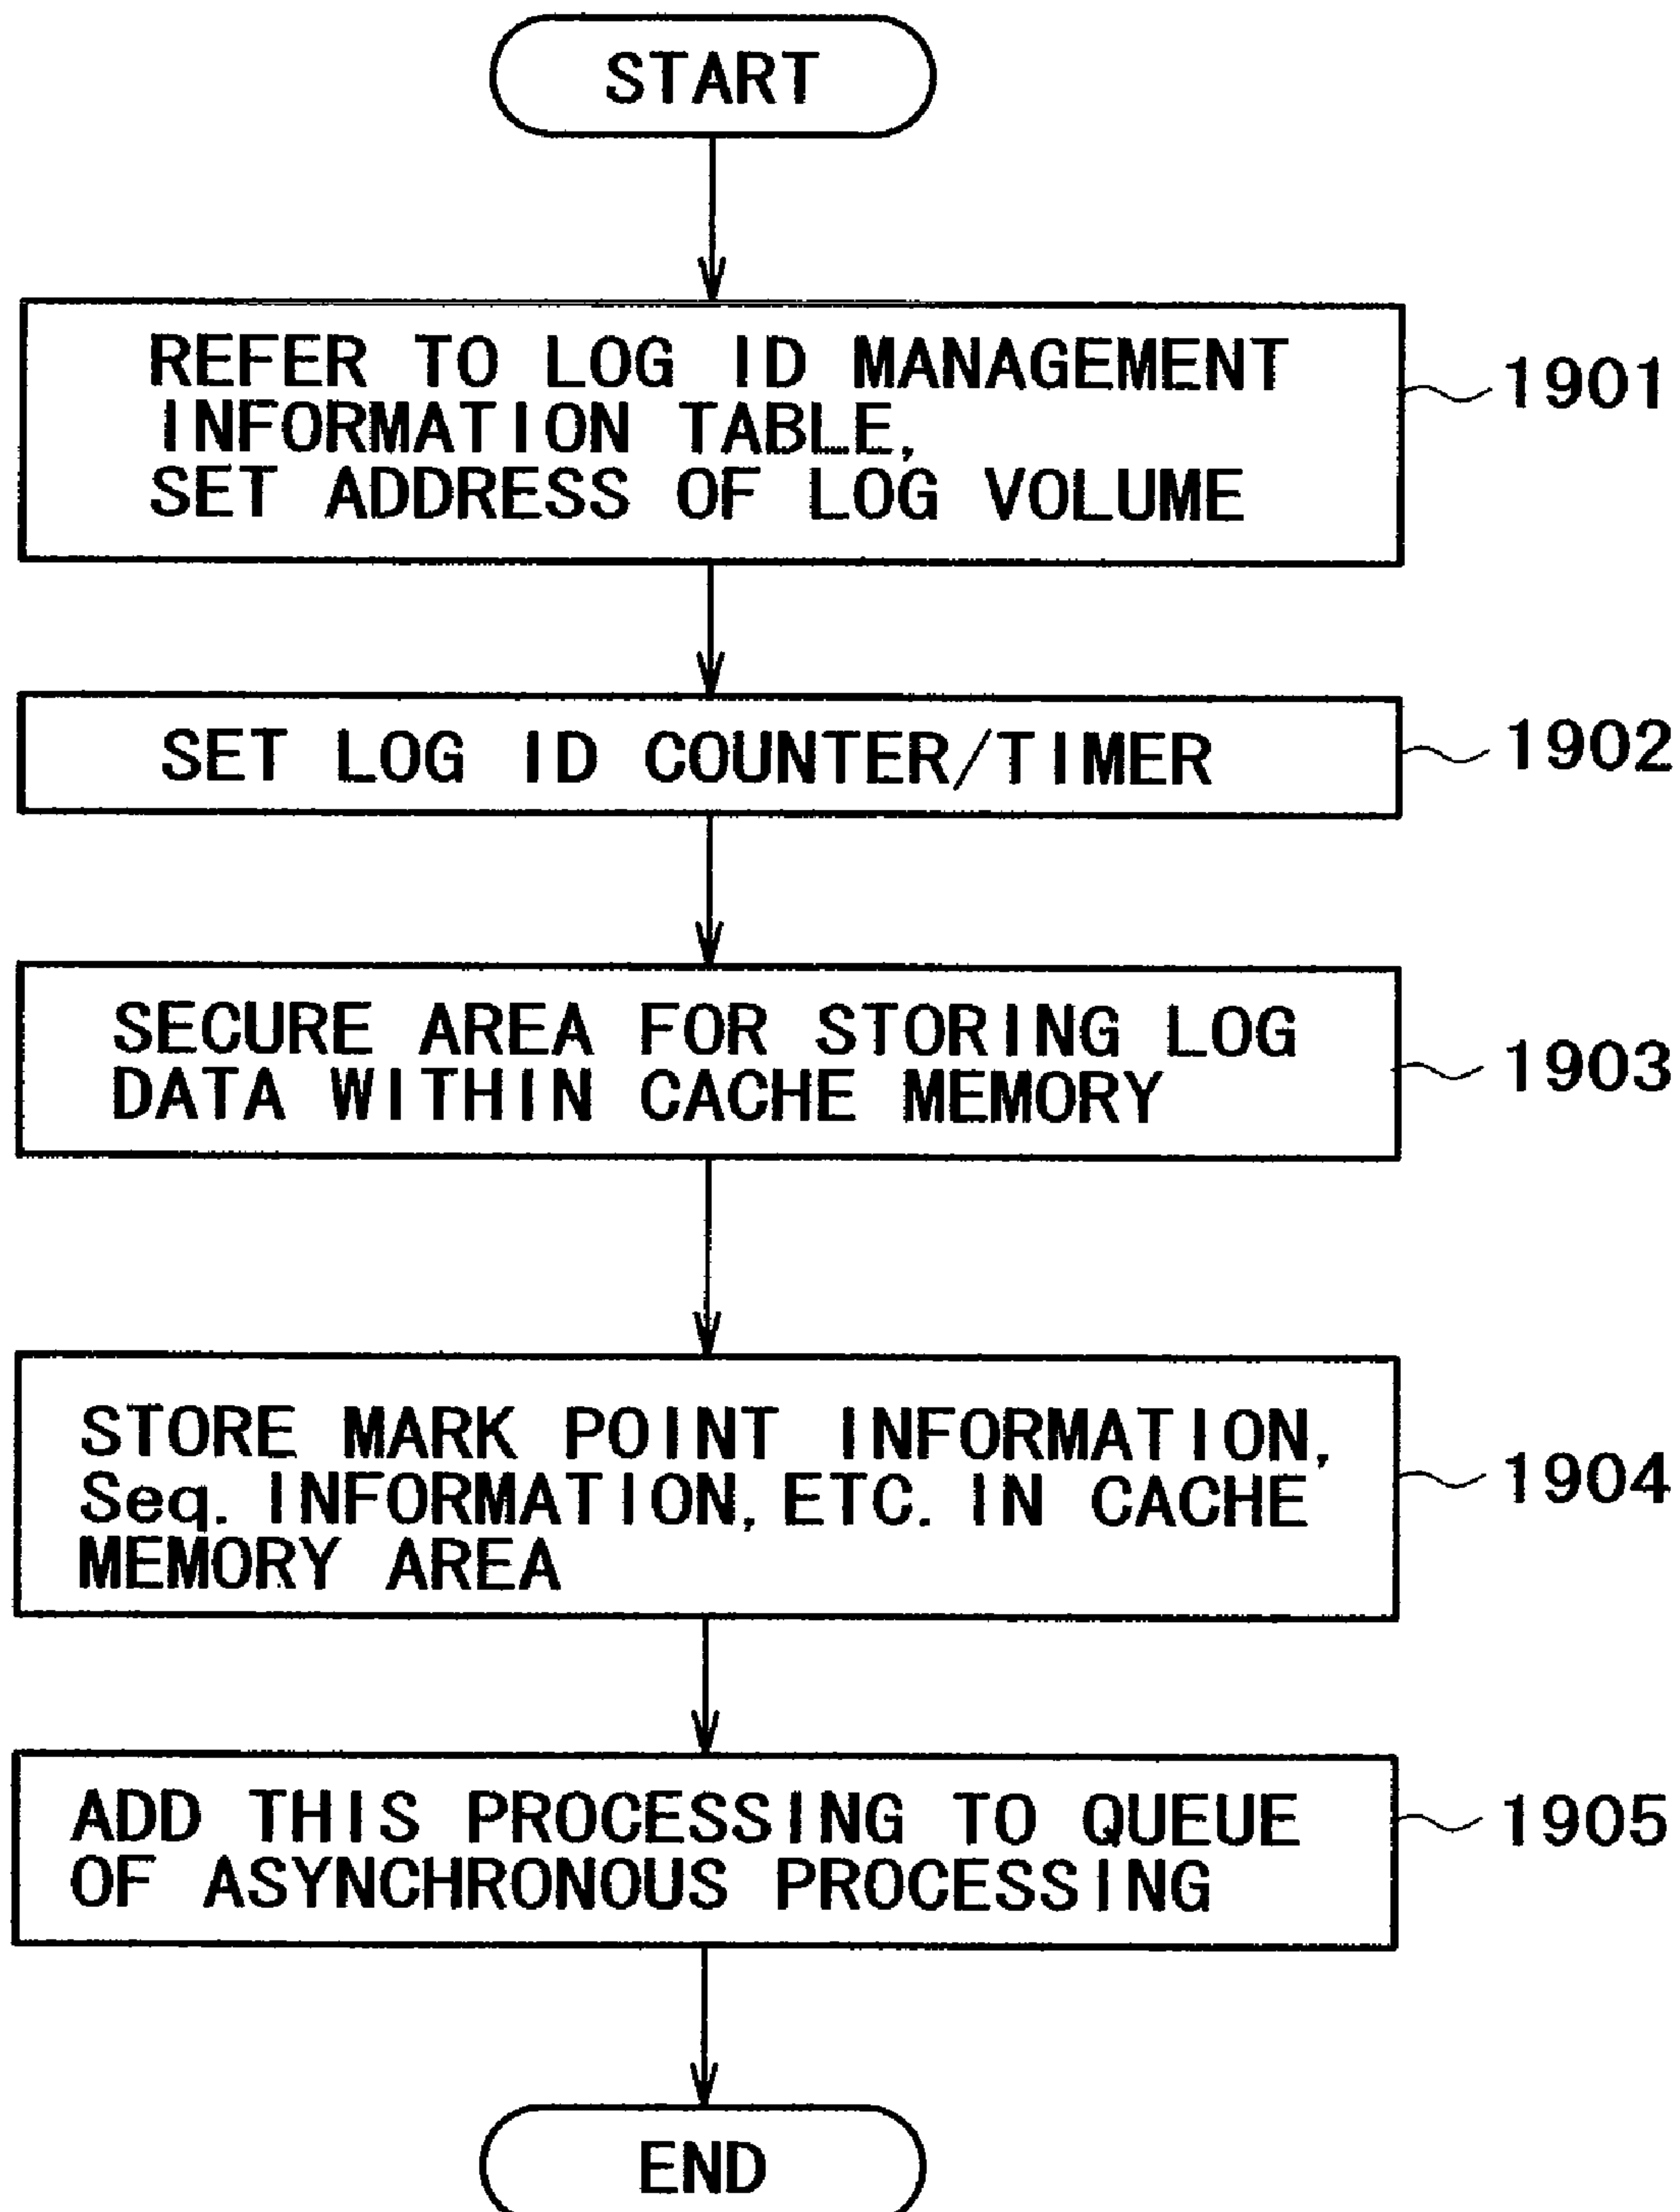 START
REFER TO LOG ID MANAGEMENT
INFORMATION TABLE,
SET ADDRESS OF LOG VOLUME
1901
SET LOG ID COUNTER/TIMER
1902
SECURE AREA FOR STORING LOG
DATA WITHIN CACHE MEMORY
1903
STORE MARK POINT INFORMATION,
Seq. INFORMATION, ETC. IN CACHE
MEMORY AREA
1904
ADD THIS PROCESSING TO QUEUE
OF ASYNCHRONOUS PROCESSING
1905
END